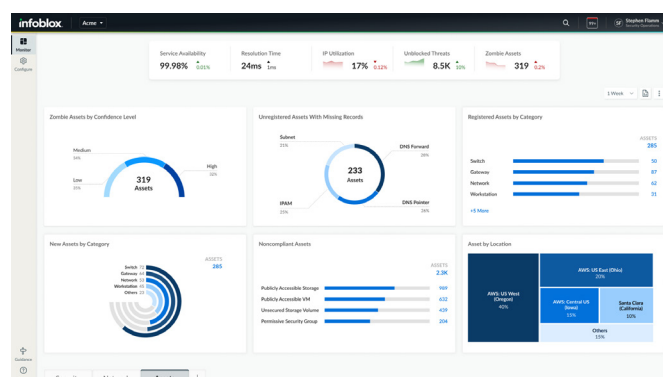 infoblox
Acme
99+
SF
Stephen Flamm
Security Operations
Monitor
Configure
Service Availability
99.98% 0.01%
Resolution Time
24ms 1ms
IP Utilization
17% 0.12%
Unblocked Threats
8.5K 10%
Zombie Assets
319 0.2%
1 Week
Zombie Assets by Confidence Level
Medium
34%
Low
High
319
Assets
Unregistered Assets With Missing Records
Subnet
21%
DNS Forward
233
Assets
IPAM
DNS Pointer
Registered Assets by Category
ASSETS
285
Switch 50
Gateway 87
Network 62
Workstation 31
+5 More
New Assets by Category
ASSETS
285
Switch 72
Gateway
Network
Workstation
Others
Noncompliant Assets
ASSETS
2.3K
Publicly Accessible Storage 989
Publicly Accessible VM 632
Unsecured Storage Volume 439
Permissive Security Group 204
Asset by Location
AWS: US West
(Oregon)
40%
AWS: US East (Ohio)
20%
AWS: Central US
(Iowa)
15%
Santa Clara
(California)
10%
Others
15%
Guidance